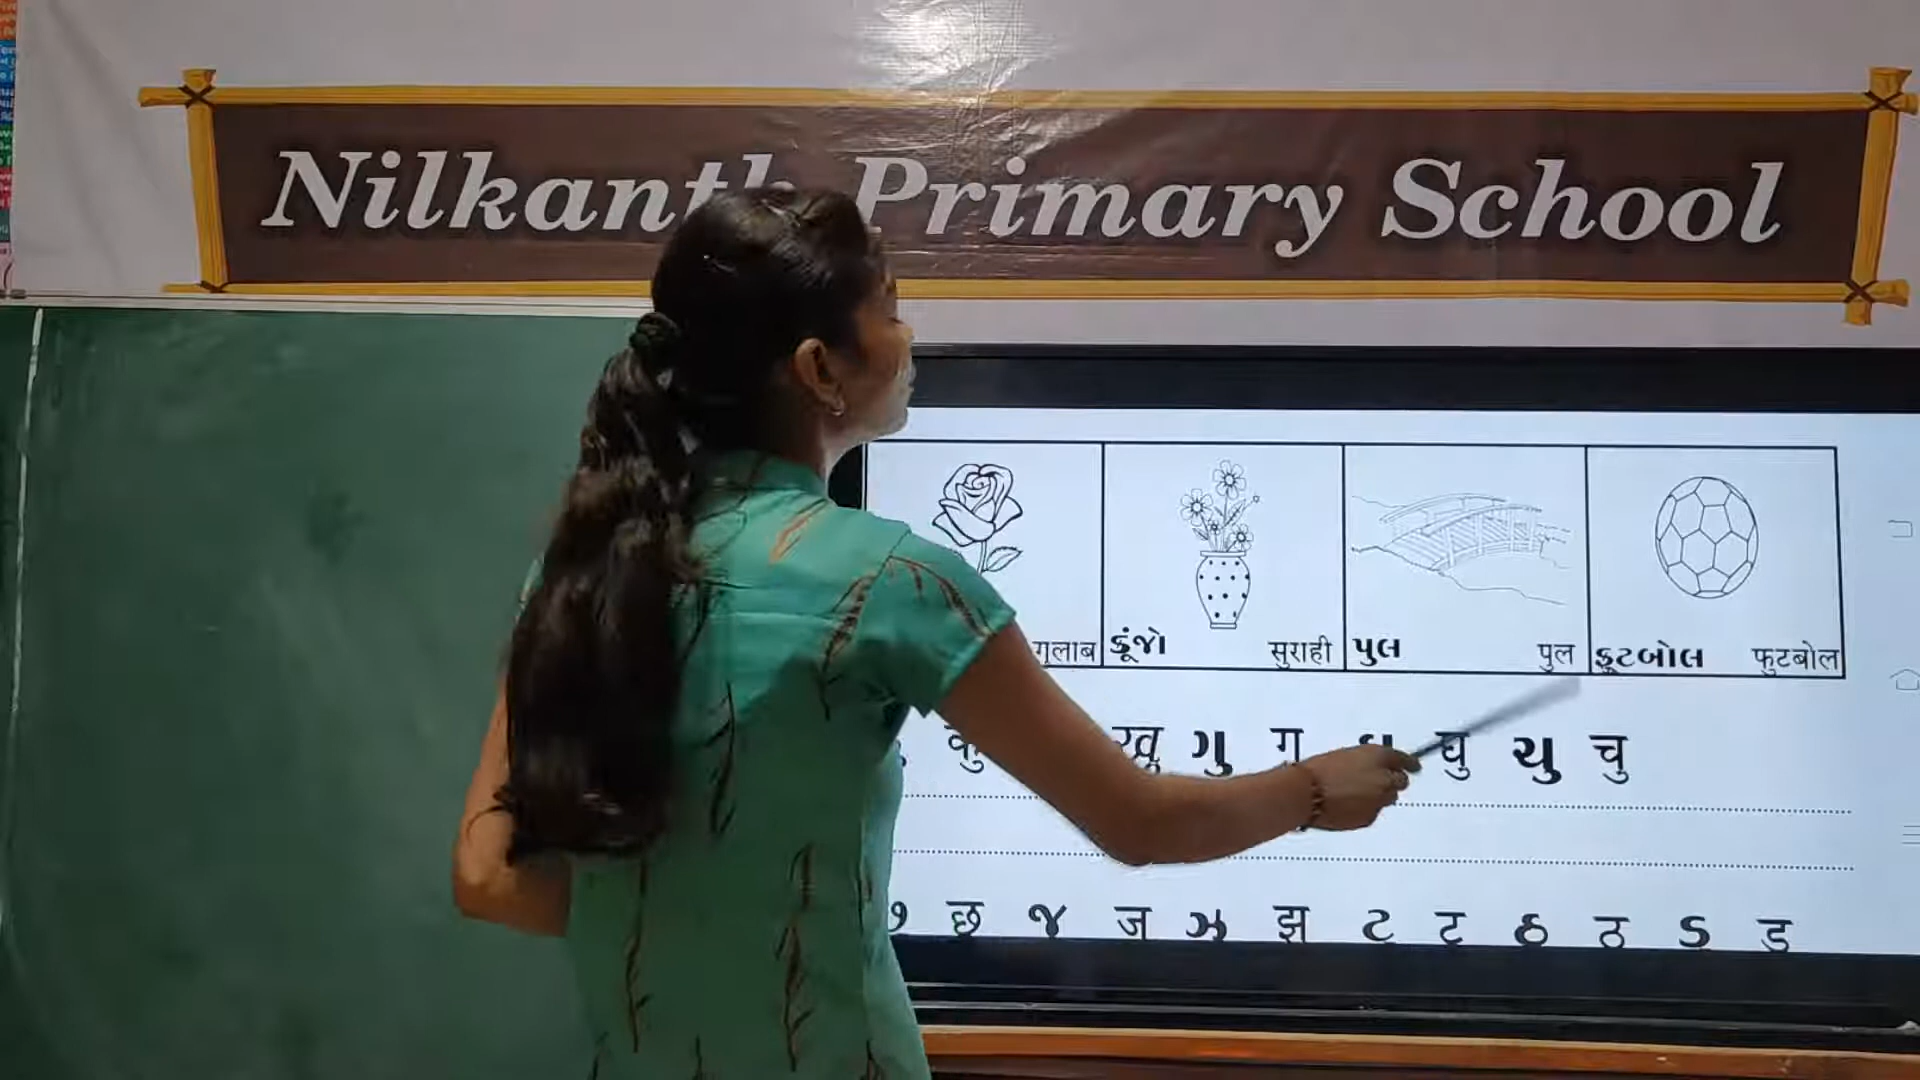 Nilkanth Primary School
गुलाब કૂંજો सुराही પુલ पुल ફૂટબોલ फुटबोल
कु खु ગુ गु ઘુ घु ચુ चु
છ छ જ ज ઝ झ ટ ट ઠ ठ ડ ड